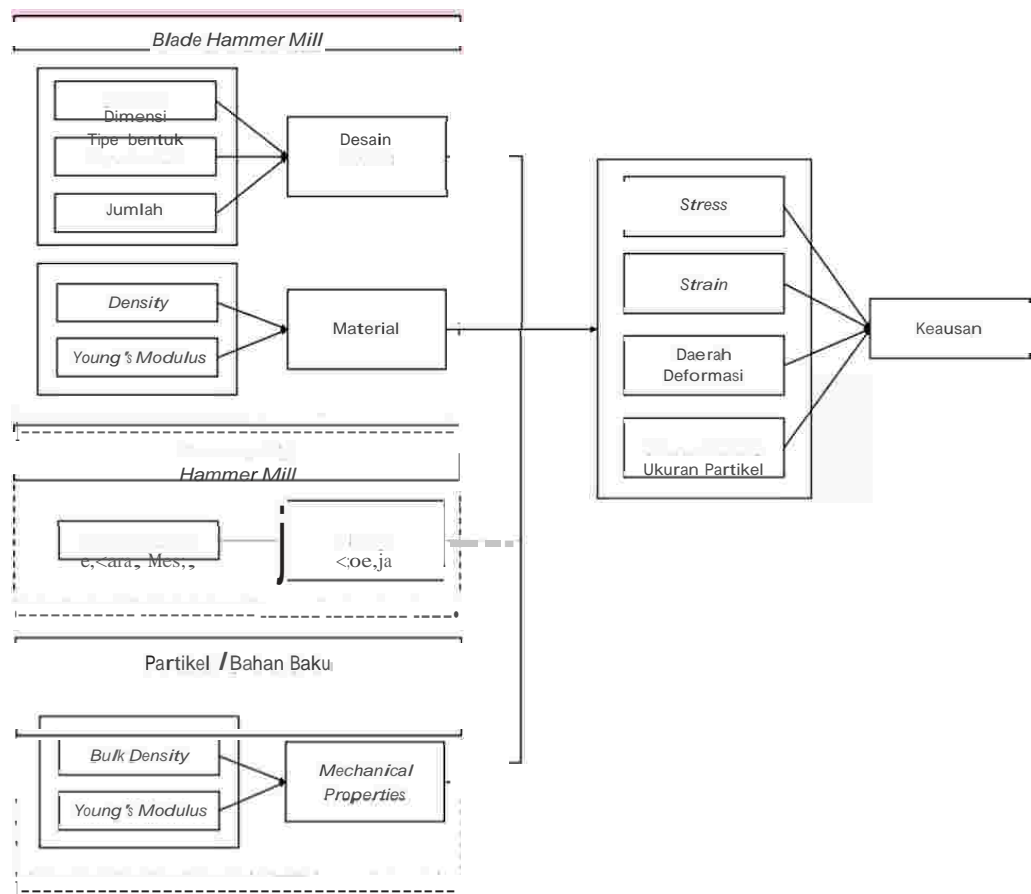 Blade Hammer Mill
Dimensi
Tipe bentuk
Jumlah
Desain
Density
Young's Modulus
Material
Stress
Strain
Daerah
Deformasi
Ukuran Partikel
Keausan
Hammer Mill
Partikel / Bahan Baku
Bulk Density
Young's Modulus
Mechanical
Properties